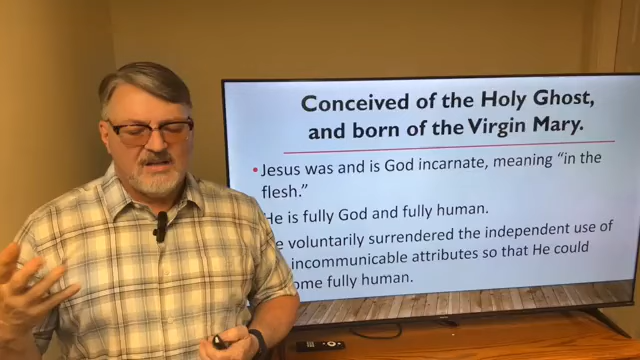 Conceived of the Holy Ghost,
and born of the Virgin Mary.
• Jesus was and is God incarnate, meaning “in the
flesh.”
He is fully God and fully human.
voluntarily surrendered the independent use of
incommunicable attributes so that He could
fully human.